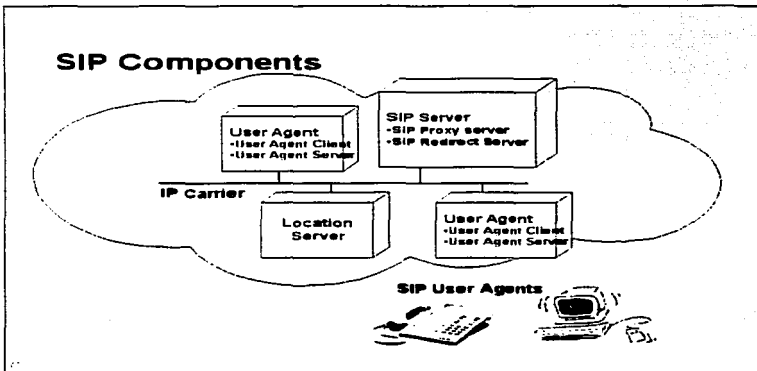 SIP Components
User Agent
-User Agent Client
-User Agent Server
SIP Server
-SIP Proxy server
-SIP Redirect Server
IP Carrier
Location
Server
User Agent
-User Agent Client
-User Agent Server
SIP User Agents